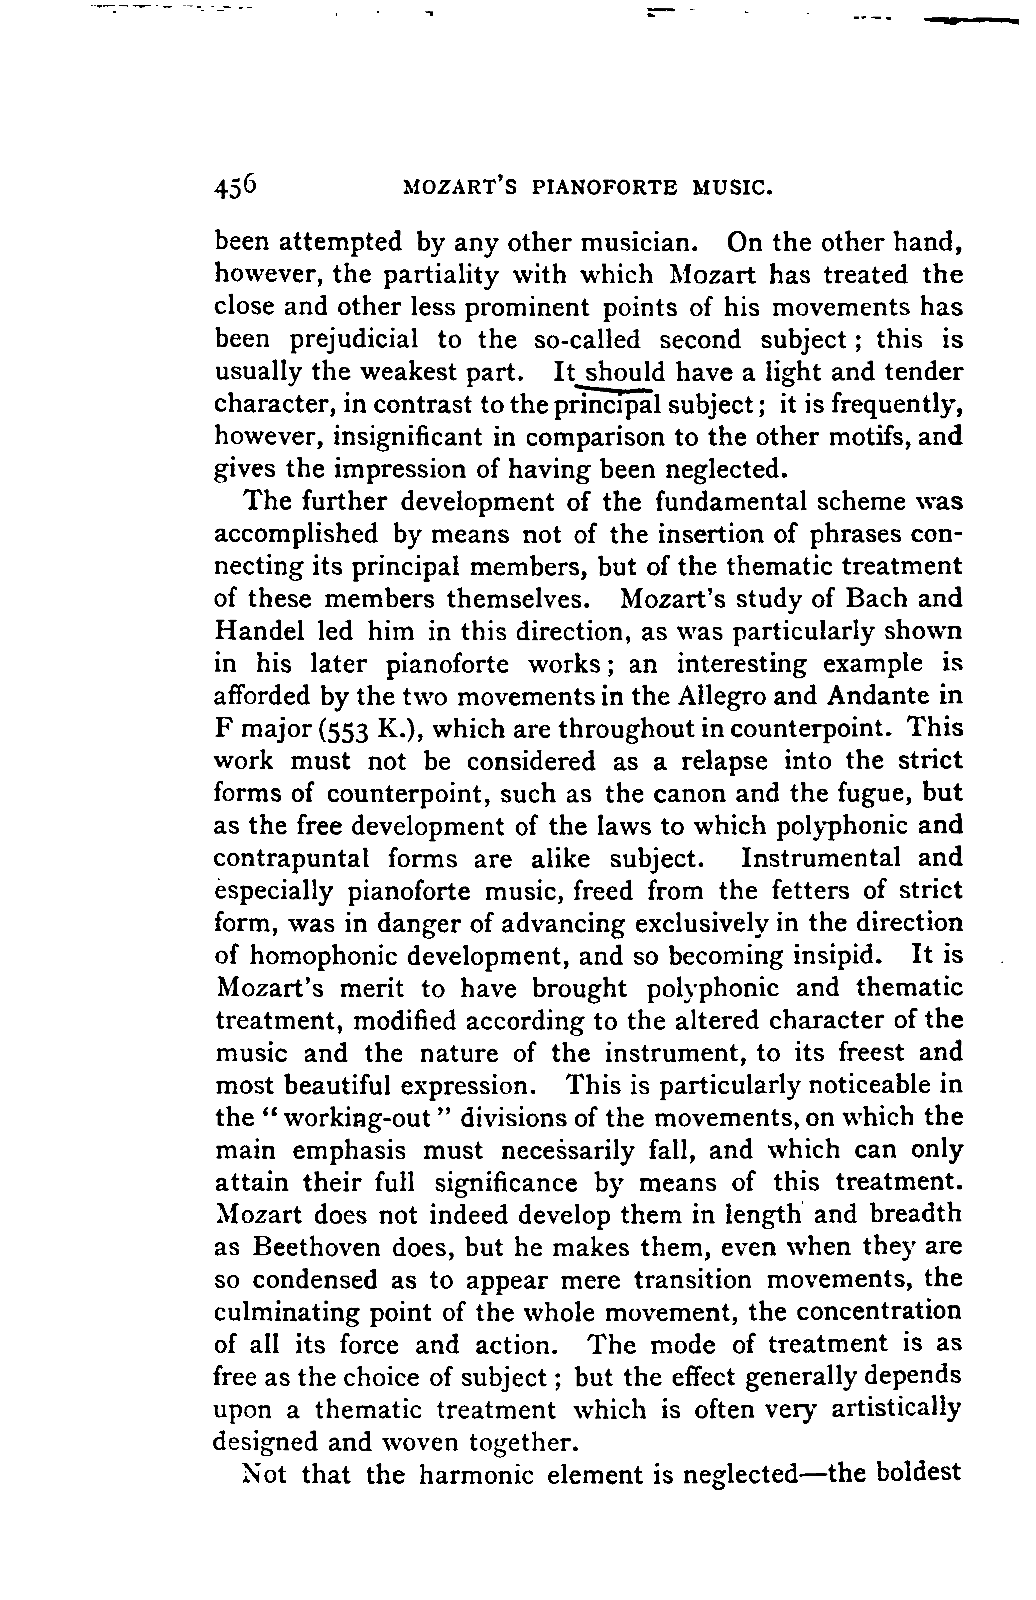 456 MOZART'S PIANOFORTE MUSIC.
been attempted by any other musician. On the other hand,
however, the partiality with which Mozart has treated the
close and other less prominent points of his movements has
been prejudicial to the so-called second subject; this is
usually the weakest part. It should have a light and tender
character, in contrast to the principal subject; it is frequently,
however, insignificant in comparison to the other motifs, and
gives the impression of having been neglected.
The further development of the fundamental scheme was
accomplished by means not of the insertion of phrases con-
necting its principal members, but of the thematic treatment
of these members themselves. Mozart's study of Bach and
Handel led him in this direction, as was particularly shown
in his later pianoforte works; an interesting example is
afforded by the two movements in the Allegro and Andante in
F major (553 K.), which are throughout in counterpoint. This
work must not be considered as a relapse into the strict
forms of counterpoint, such as the canon and the fugue, but
as the free development of the laws to which polyphonic and
contrapuntal forms are alike subject. Instrumental and
especially pianoforte music, freed from the fetters of strict
form, was in danger of advancing exclusively in the direction
of homophonic development, and so becoming insipid. It is
Mozart's merit to have brought polyphonic and thematic
treatment, modified according to the altered character of the
music and the nature of the instrument, to its freest and
most beautiful expression. This is particularly noticeable in
the "working-out" divisions of the movements, on which the
main emphasis must necessarily fall, and which can only
attain their full significance by means of this treatment.
Mozart does not indeed develop them in length and breadth
as Beethoven does, but he makes them, even when they are
so condensed as to appear mere transition movements, the
culminating point of the whole movement, the concentration
of all its force and action. The mode of treatment is as
free as the choice of subject; but the effect generally depends
upon a thematic treatment which is often very artistically
designed and woven together.
Not that the harmonic element is neglected—the boldest